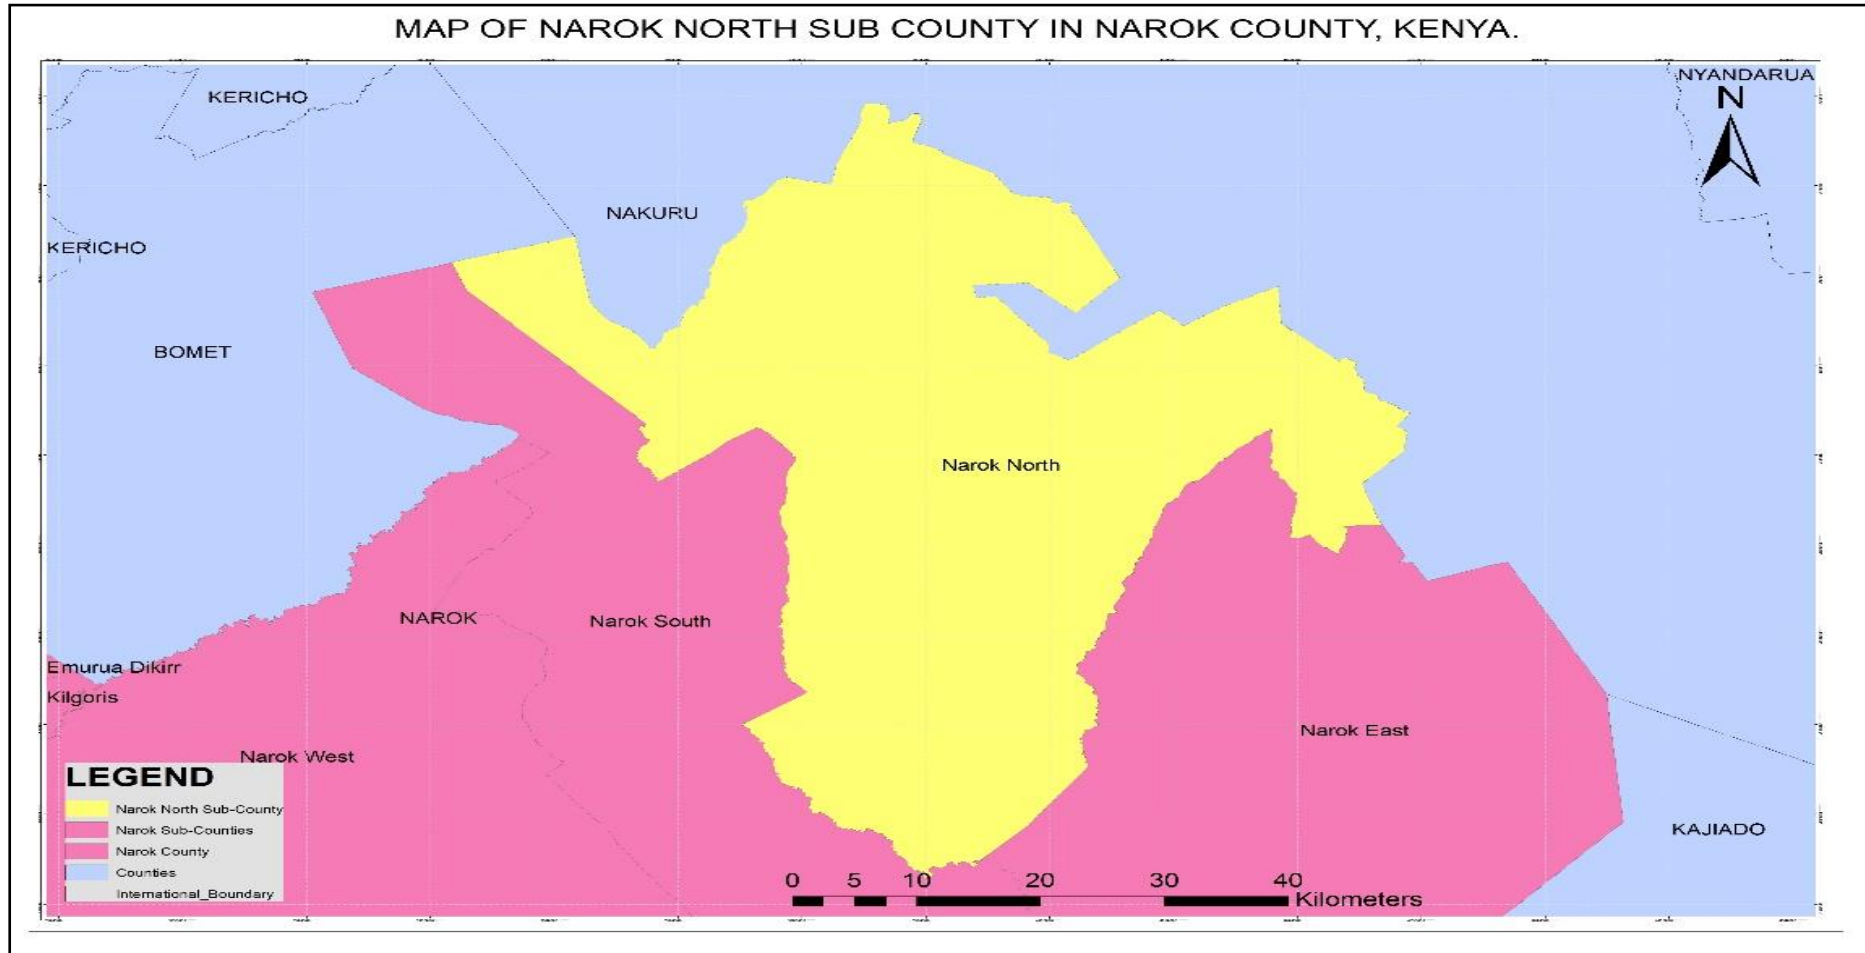 MAP OF NAROK NORTH SUB COUNTY IN NAROK COUNTY, KENYA.
NYANDARUA
KERICHO
N
NAKURU
KERICHO
BOMET
Narok North
NAROK
Narok South
Emurua Dikirr
Kilgoris
Narok East
Narok West
LEGEND
Narok North Sub-County
Narok Sub-Counties
Narok County
Counties
International_Boundary
KAJIADO
0 5 10 20 30 40
Kilometers